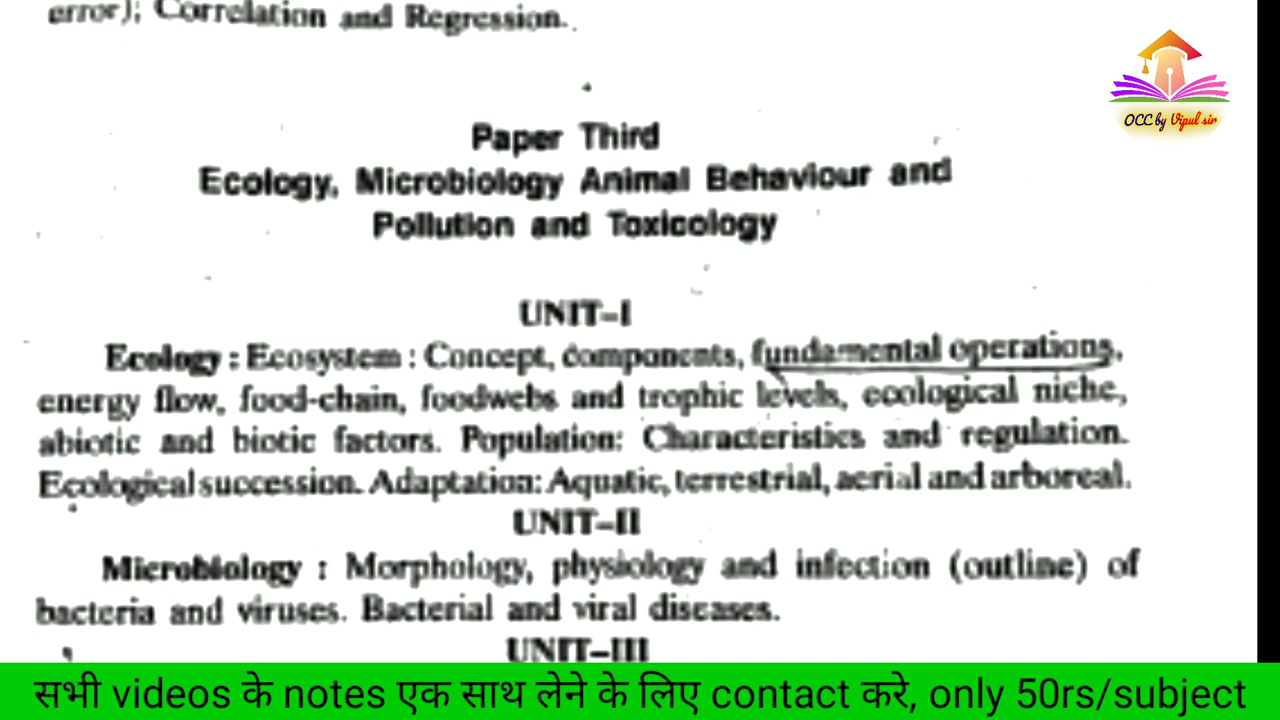 error); Correlation and Regression.
OCC by Vipul sir
Paper Third
Ecology, Microbiology Animal Behaviour and
Pollution and Toxicology
UNIT-I
Ecology : Ecosystem : Concept, components, fundamental operations,
energy flow, food-chain, foodwebs and trophic levels, ecological niche,
abiotic and biotic factors. Population: Characteristics and regulation.
Ecological succession. Adaptation: Aquatic, terrestrial, aerial and arboreal.
UNIT-II
Microbiology : Morphology, physiology and infection (outline) of
bacteria and viruses. Bacterial and viral diseases.
UNIT-III
सभी videos के notes एक साथ लेने के लिए contact करे, only 50rs/subject